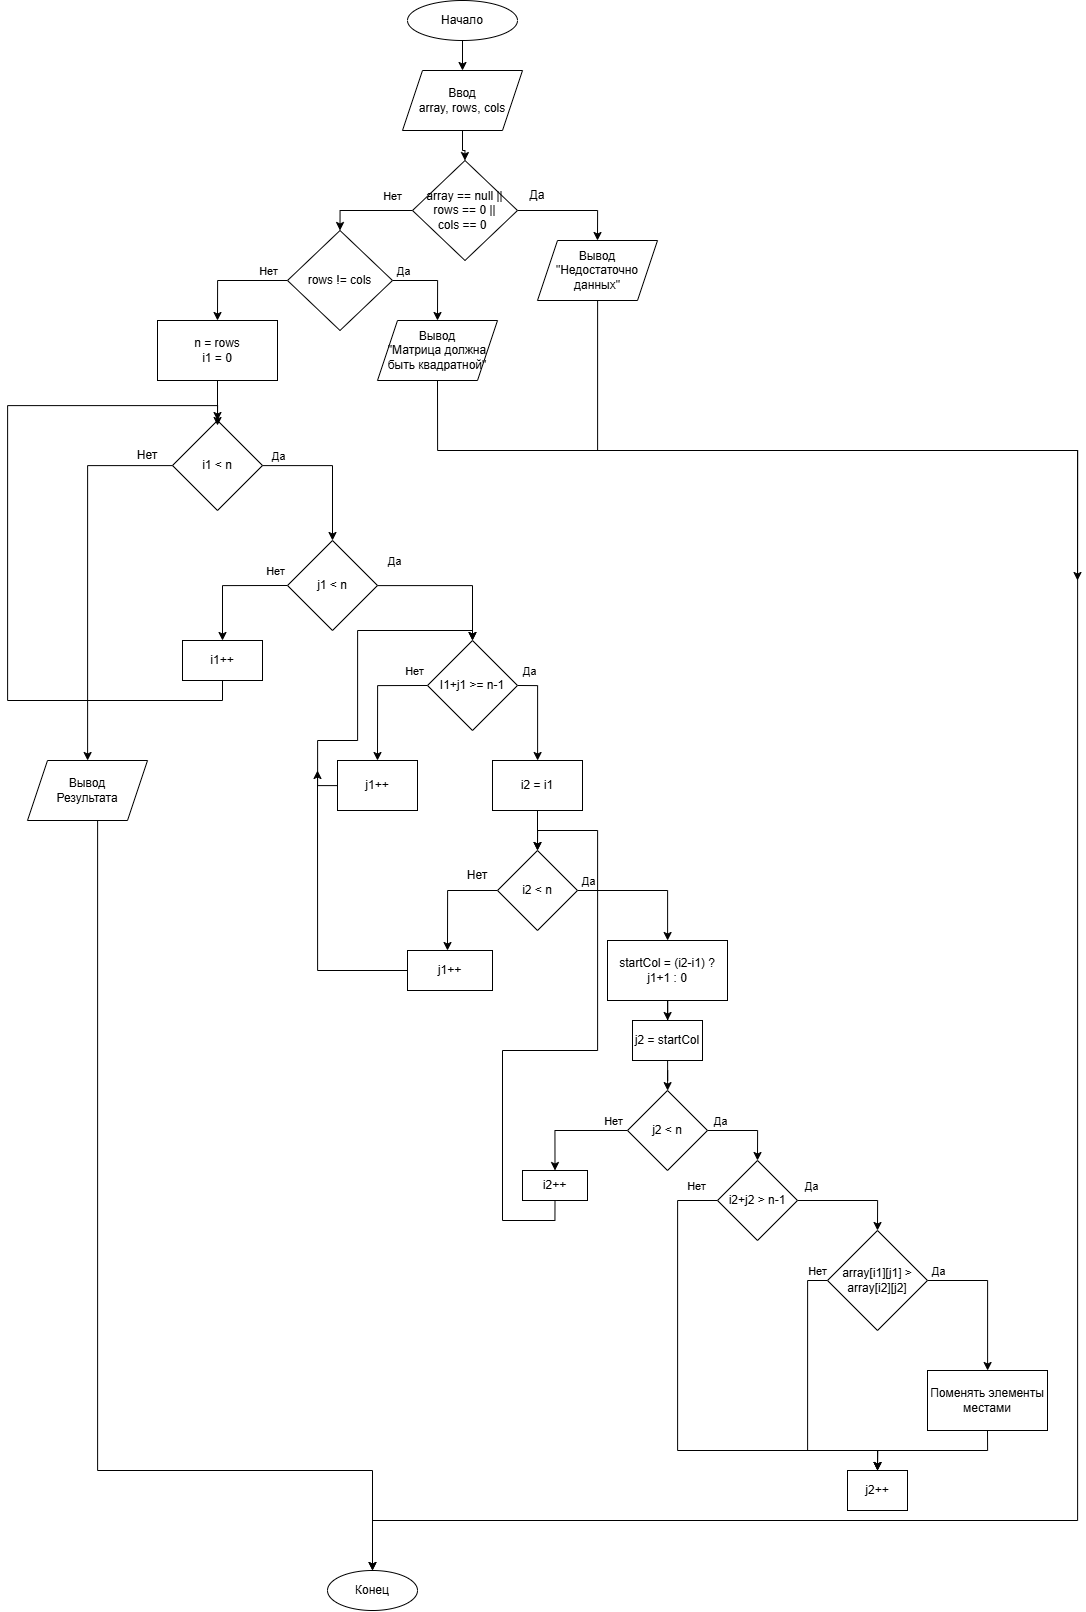 Начало
Ввод
array, rows, cols
Нет
array == null ||
rows == 0 ||
cols == 0
Да
Вывод
"Недостаточно
данных"
Нет
rows != cols
Да
n = rows
i1 = 0
Вывод
"Матрица должна
быть квадратной"
Нет
i1 < n
Да
Нет
j1 < n
Да
i1++
Нет
I1+j1 >= n-1
Да
Вывод
Результата
j1++
i2 = i1
Нет
i2 < n
Да
j1++
startCol = (i2-i1) ?
j1+1 : 0
j2 = startCol
Нет
j2 < n
Да
i2++
Нет
i2+j2 > n-1
Да
Нет
array[i1][j1] >
array[i2][j2]
Да
Поменять элементы
местами
j2++
Конец